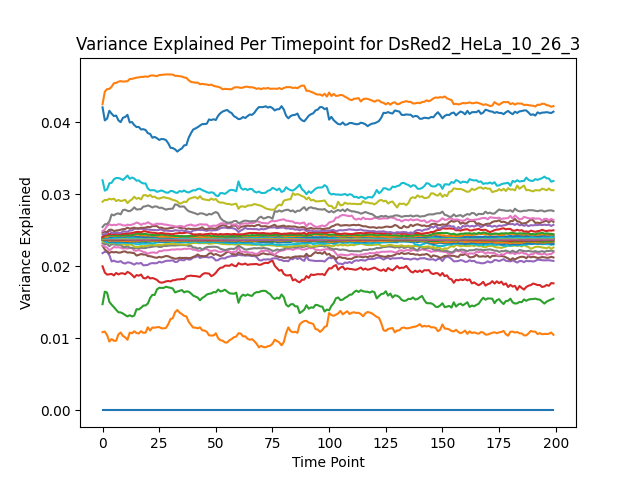 Variance Explained Per Timepoint for DsRed2_HeLa_10_26_3
0.04
0.03
0.02
0.01
0.00
Variance Explained
0 25 50 75 100 125 150 175 200
Time Point